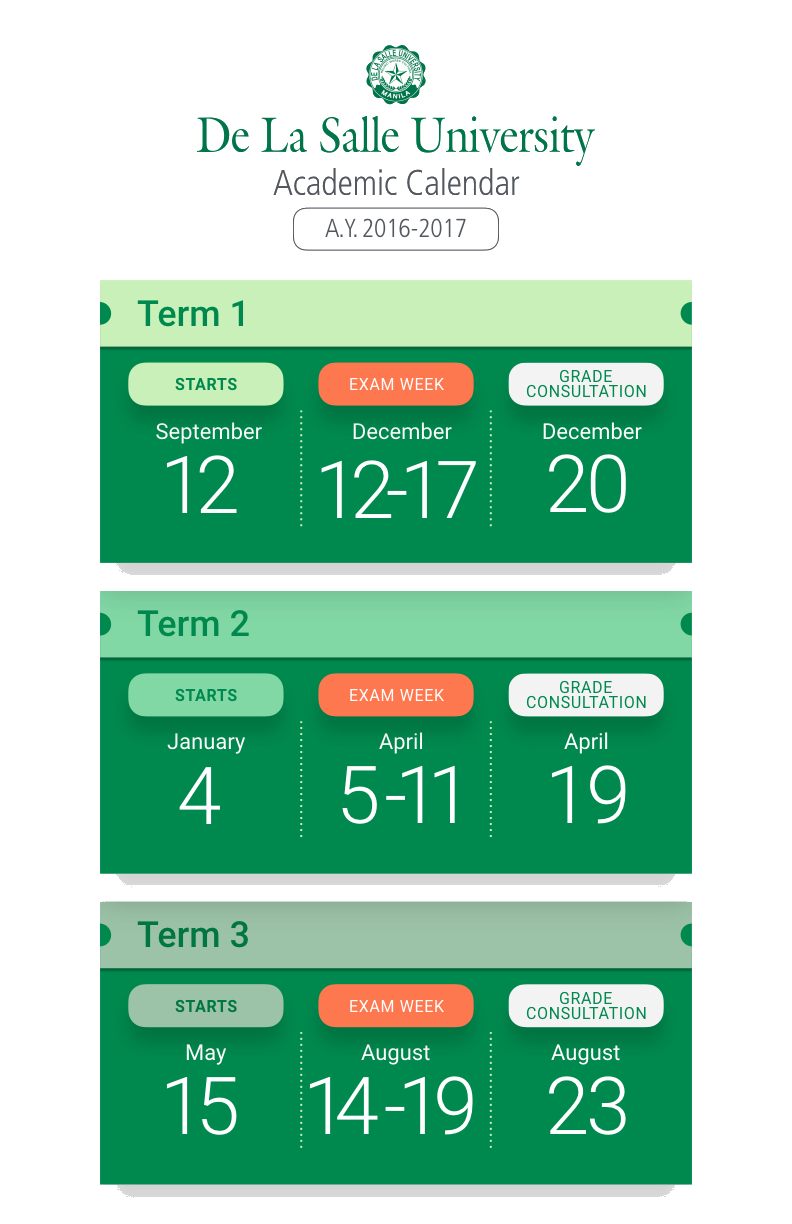 DE LA SALLE UNIVERSITY
MANILA
De La Salle University
Academic Calendar
A.Y. 2016-2017
Term 1
STARTS
September
12
EXAM WEEK
December
12-17
GRADE
CONSULTATION
December
20
Term 2
STARTS
January
4
EXAM WEEK
April
5-11
GRADE
CONSULTATION
April
19
Term 3
STARTS
May
15
EXAM WEEK
August
14-19
GRADE
CONSULTATION
August
23